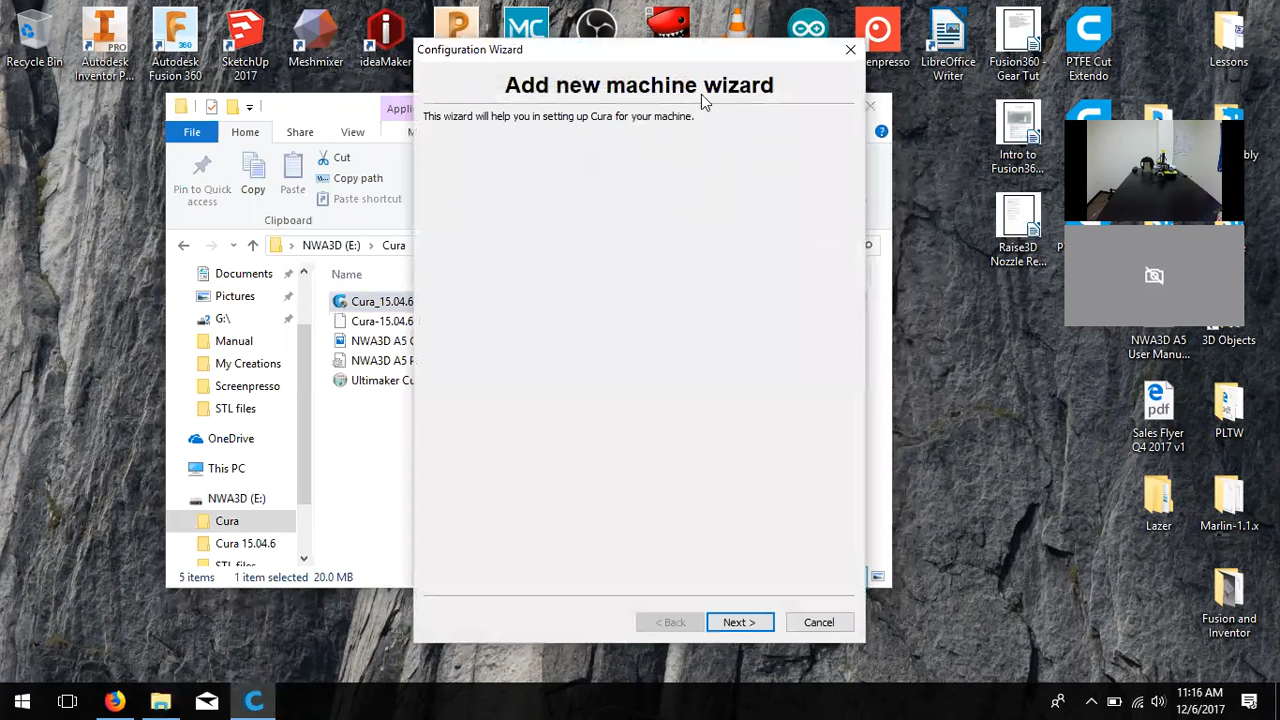 Recycle Bin
Autodesk
Inventor P...
PRO
Autodesk
Fusion 360
360
SketchUp
2017
Meshmixer
ideaMaker
MC
Configuration Wizard
Add new machine wizard
This wizard will help you in setting up Cura for your machine.
< Back
Next >
Cancel
LibreOffice
Writer
Fusion360 -
Gear Tut
PTFE Cut
Extendo
Lessons
Intro to
Fusion36...
Raise3D
Nozzle Re...
NWA3D A5
User Manu...
3D Objects
pdf
Sales Flyer
Q4 2017 v1
PLTW
Lazer
Marlin-1.1.x
Fusion and
Inventor
File
Home
Share
View
Pin to Quick
access
Copy
Paste
Cut
Copy path
Paste shortcut
Clipboard
NWA3D (E:)
Cura
Documents
Pictures
G:\
Manual
My Creations
Screenpresso
STL files
OneDrive
This PC
NWA3D (E:)
Cura
Cura 15.04.6
STL files
Name
Cura_15.04.6
Cura-15.04.6
NWA3D A5
NWA3D A5
Ultimaker Cu
5 items
1 item selected
20.0 MB
11:16 AM
12/6/2017